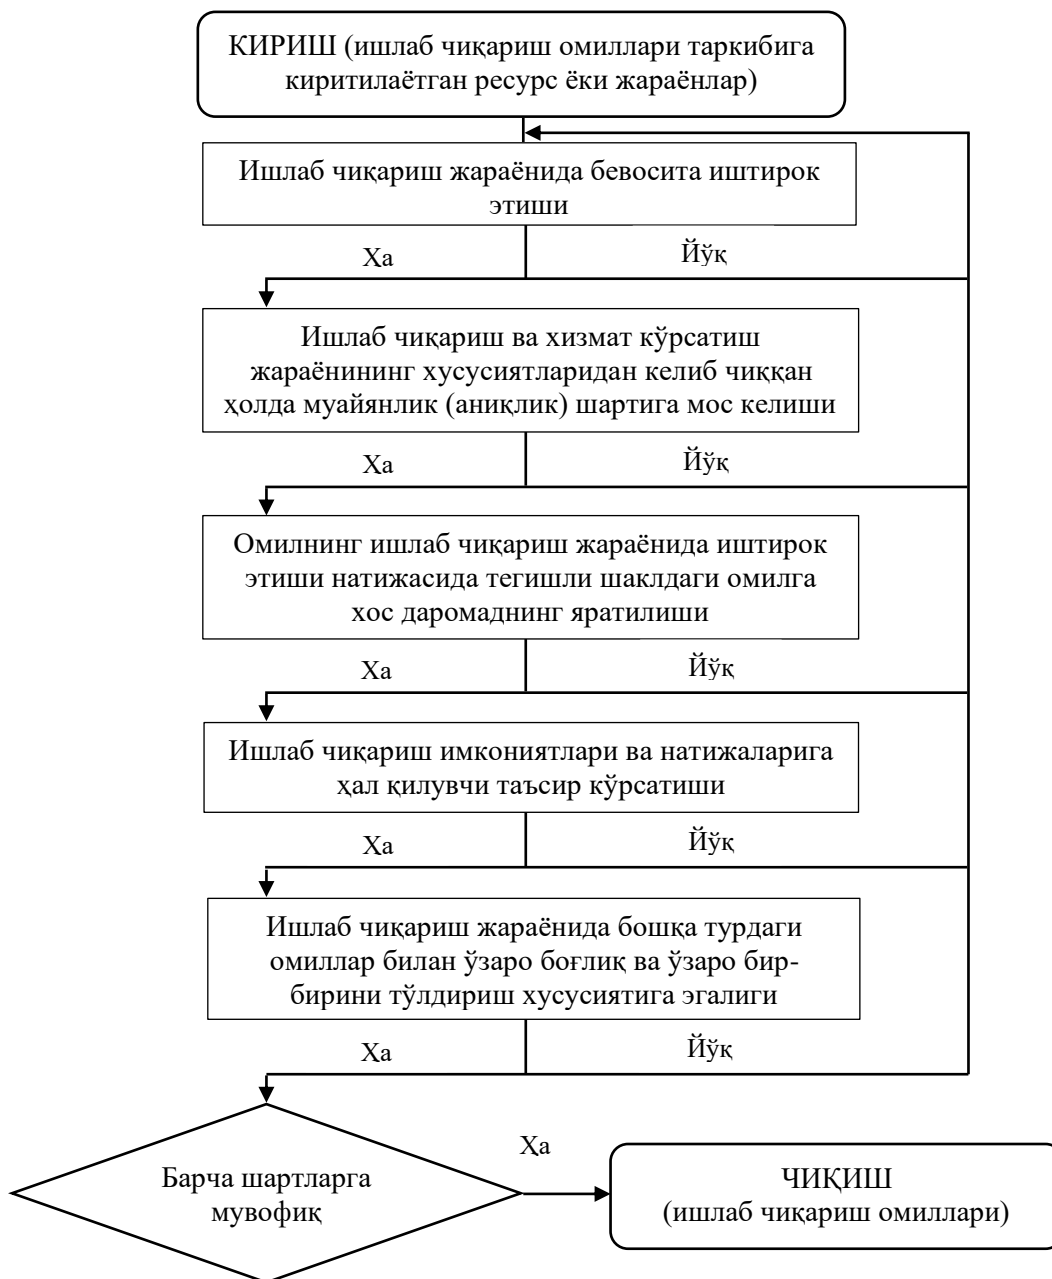 КИРИШ (ишлаб чиқариш омиллари таркибига
киритилаётган ресурс ёки жараёнлар)
Ишлаб чиқариш жараёнида бевосита иштирок
этиши
Ҳа
Йўқ
Ишлаб чиқариш ва хизмат кўрсатиш
жараёнининг хусусиятларидан келиб чиққан
ҳолда муайянлик (аниқлик) шартига мос келиши
Ҳа
Йўқ
Омилнинг ишлаб чиқариш жараёнида иштирок
этиши натижасида тегишли шаклдаги омилга
хос даромаднинг яратилиши
Ҳа
Йўқ
Ишлаб чиқариш имкониятлари ва натижаларига
ҳал қилувчи таъсир кўрсатиши
Ҳа
Йўқ
Ишлаб чиқариш жараёнида бошқа турдаги
омиллар билан ўзаро боғлиқ ва ўзаро бир-
бирини тўлдириш хусусиятига эгалиги
Ҳа
Йўқ
Барча шартларга
мувофиқ
Ҳа
ЧИҚИШ
(ишлаб чиқариш омиллари)